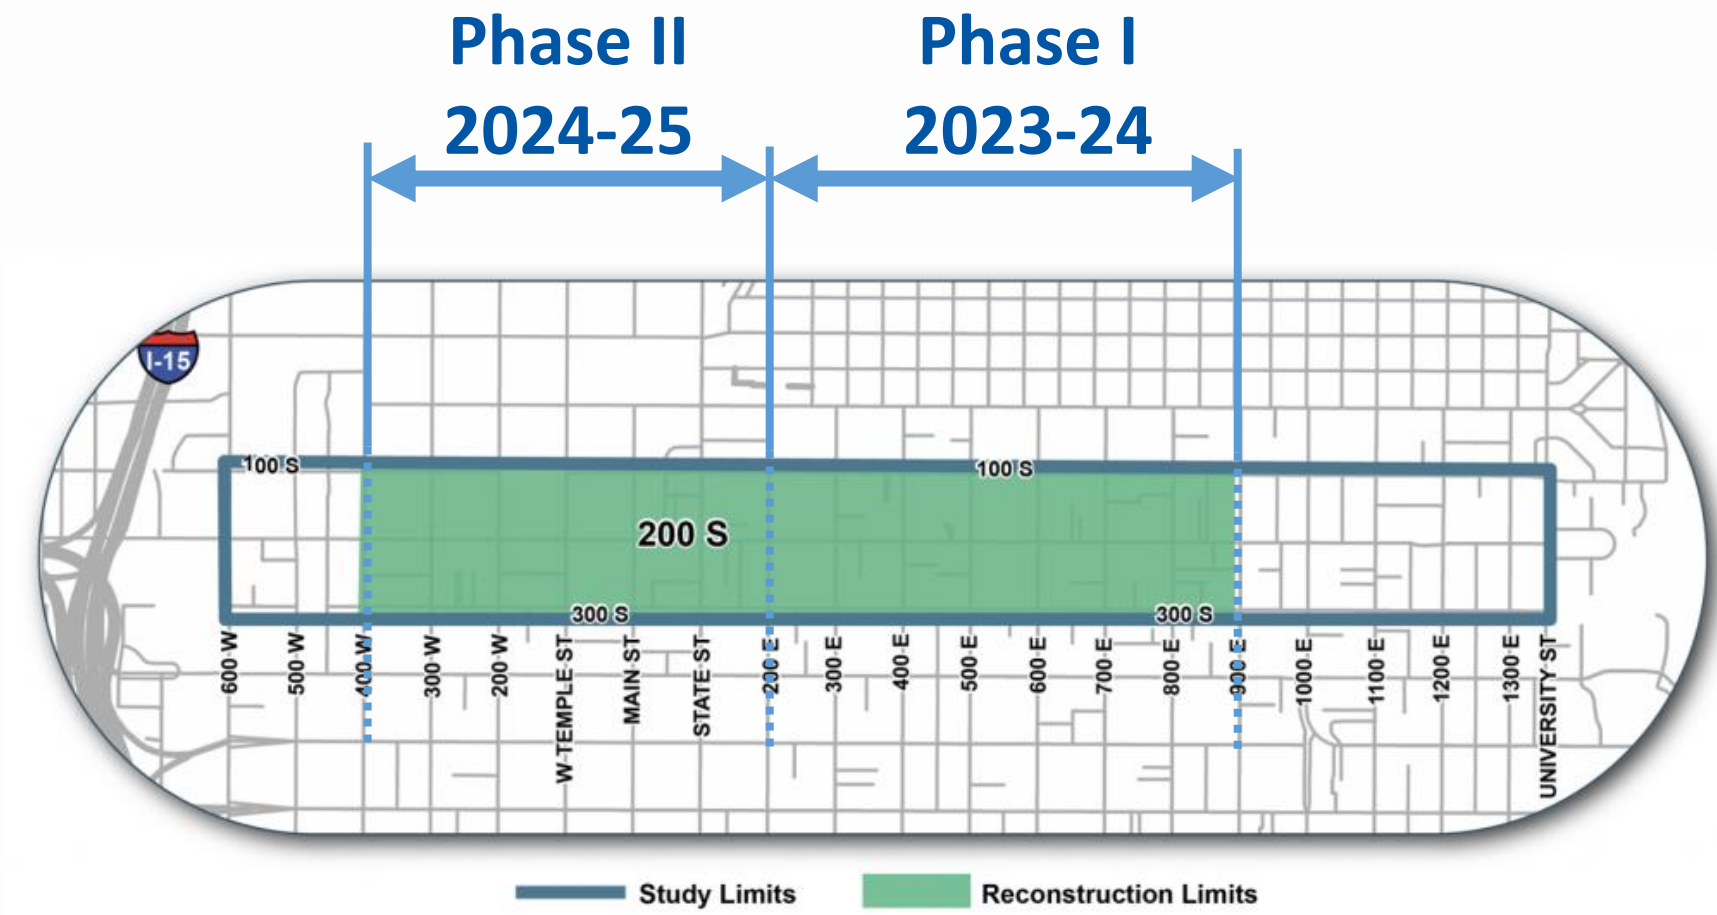 Phase II
2024-25
Phase I
2023-24
I-15
100 S
100 S
200 S
300 S
300 S
600 W
500 W
400 W
300 W
200 W
W TEMPLE ST
MAIN ST
STATE ST
200 E
300 E
400 E
500 E
600 E
700 E
800 E
900 E
1000 E
1100 E
1200 E
1300 E
UNIVERSITY ST
Study Limits
Reconstruction Limits